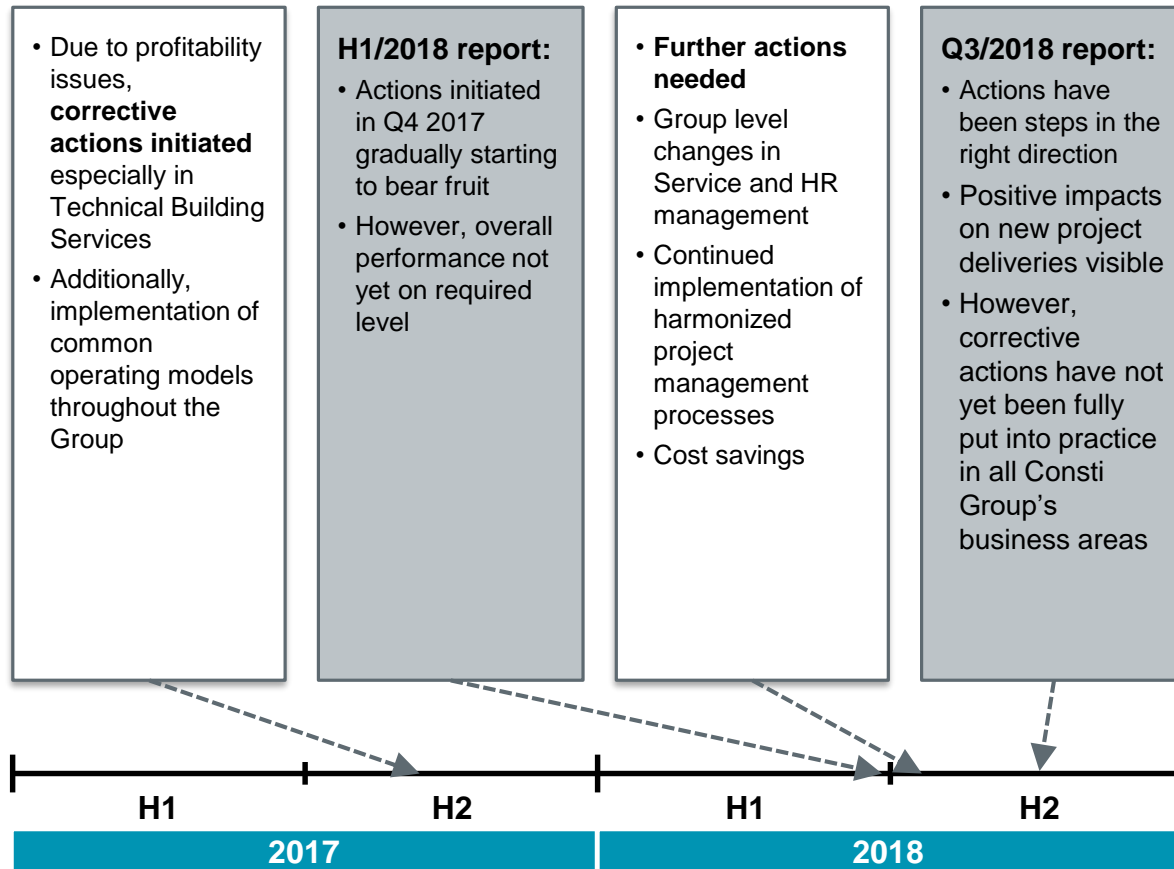 • Due to profitability
issues,
corrective
actions initiated
especially in
Technical Building
Services
• Additionally,
implementation of
common
operating models
throughout the
Group
H1/2018 report:
• Actions initiated
in Q4 2017
gradually starting
to bear fruit
• However, overall
performance not
yet on required
level
• Further actions
needed
• Group level
changes in
Service and HR
management
• Continued
implementation of
harmonized
project
management
processes
• Cost savings
Q3/2018 report:
• Actions have
been steps in the
right direction
• Positive impacts
on new project
deliveries visible
• However,
corrective
actions have not
yet been fully
put into practice
in all Consti
Group’s
business areas
H1 H2 H1 H2
2017 2018